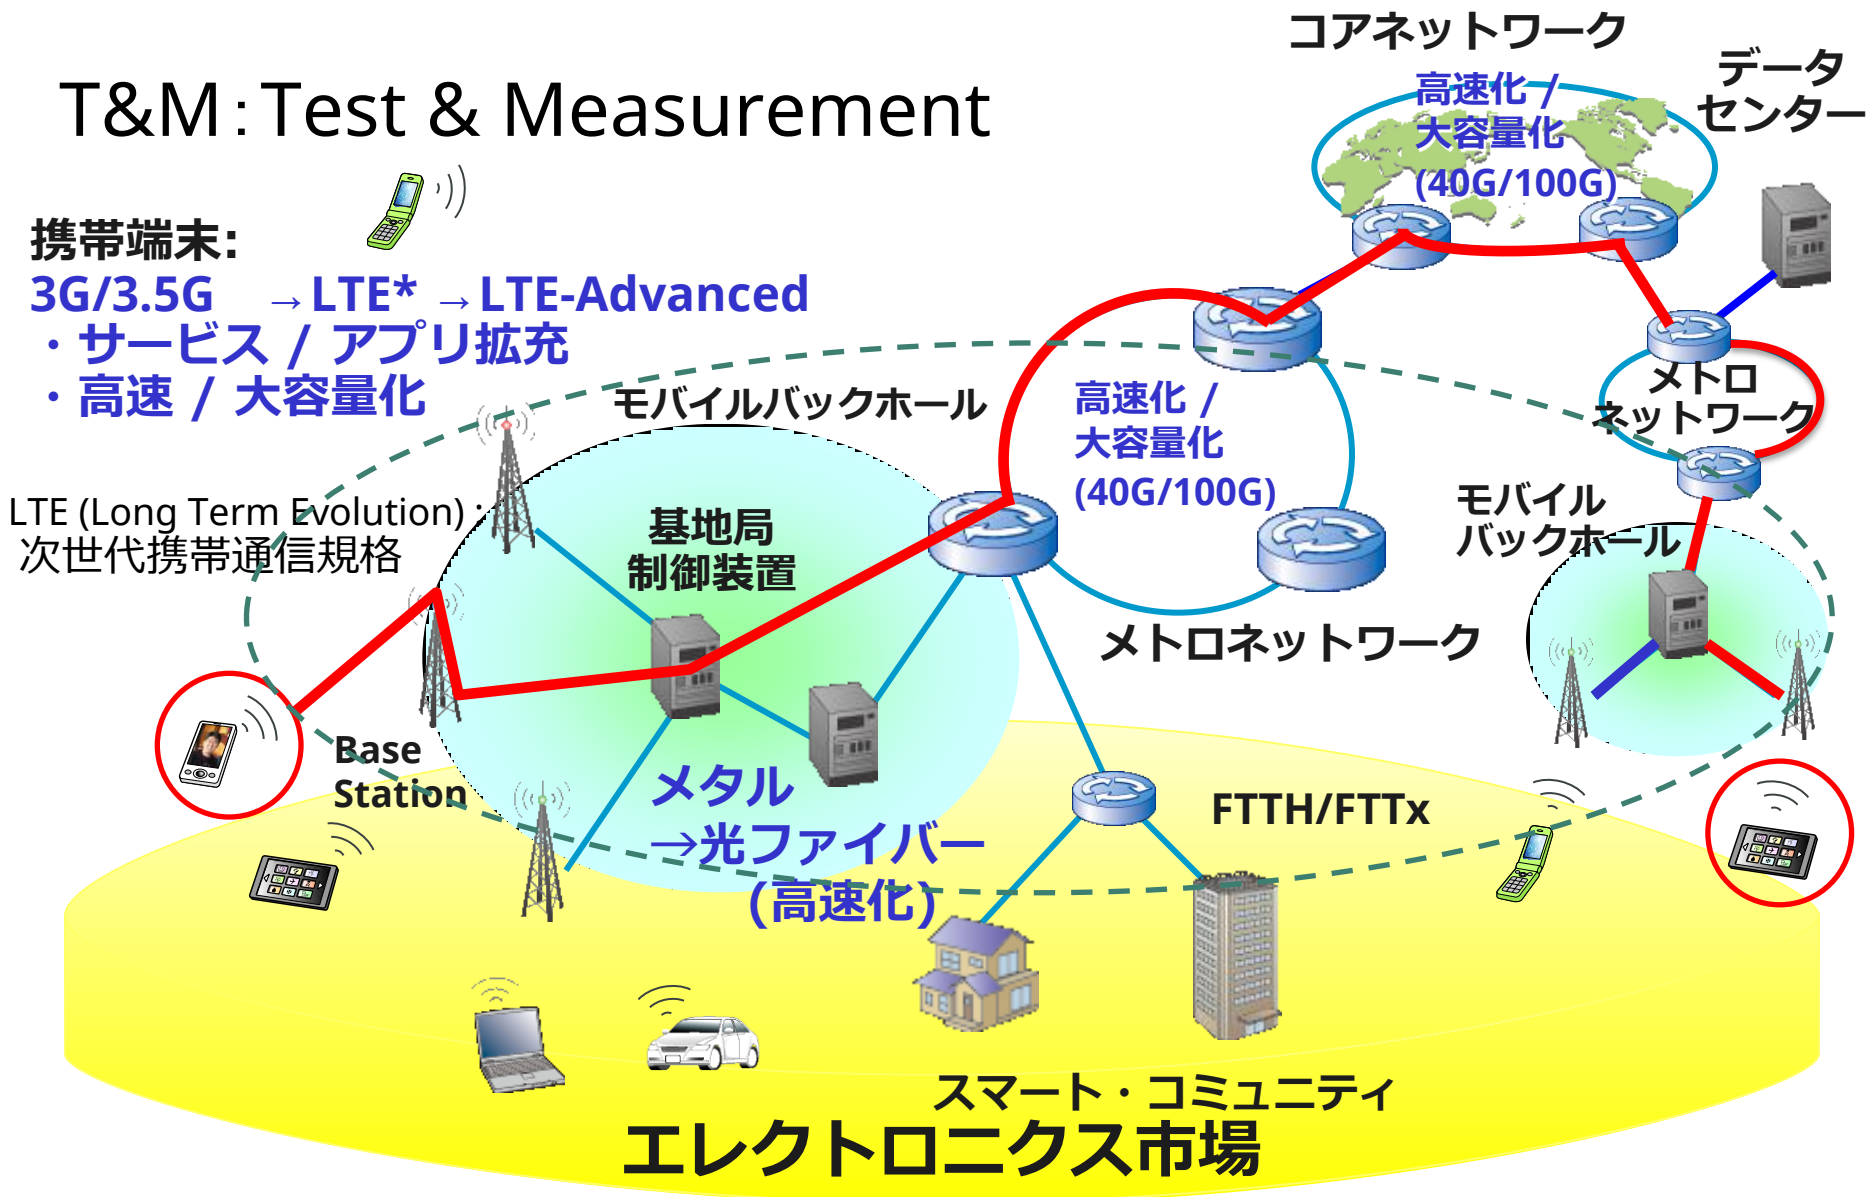 T&M：Test & Measurement
コアネットワーク
高速化 /
大容量化
(40G/100G)
データ
センター
携帯端末:
3G/3.5G →LTE* →LTE-Advanced
・サービス / アプリ拡充
・高速 / 大容量化
LTE (Long Term Evolution)：
次世代携帯通信規格
モバイルバックホール
基地局
制御装置
高速化 /
大容量化
(40G/100G)
メトロネットワーク
メトロ
ネットワーク
モバイル
バックホール
Base
Station
メタル
→光ファイバー
(高速化)
FTTH/FTTx
スマート・コミュニティ
エレクトロニクス市場